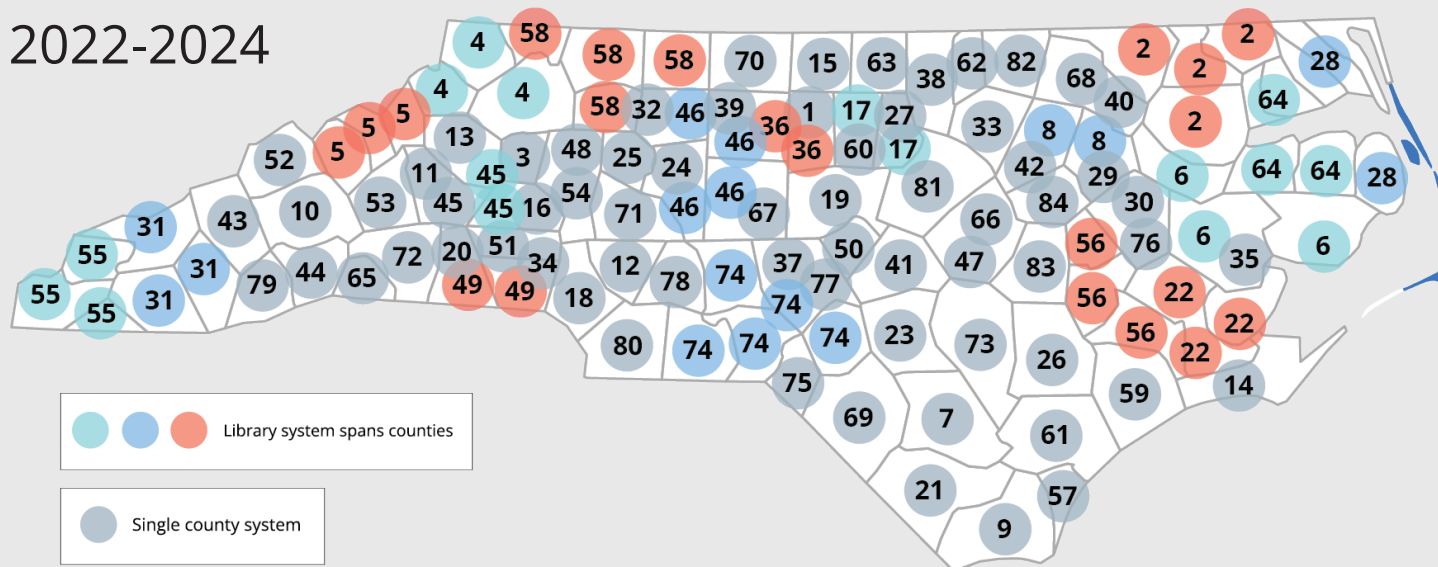 2022-2024
4 58 58 58 70 15 63 38 62 82 68 2 2 2 28
4 4 58 32 46 39 36 1 17 27 33 8 40 2 64
5 5 5 13 3 48 25 24 46 36 60 17 42 8 29
52 11 45 45 45 16 54 71 46 46 67 19 81 66 84 30 6 64 64 28
31 43 10 53 72 20 51 34 12 78 74 37 50 77 41 47 83 56 76 6 35 6
55 55 55 31 31 79 44 65 49 49 18 74 56 22 22
80 74 74 74 23 73 26 56 22
75 69 7 61 59 14
21 9 57
Library system spans counties
Single county system